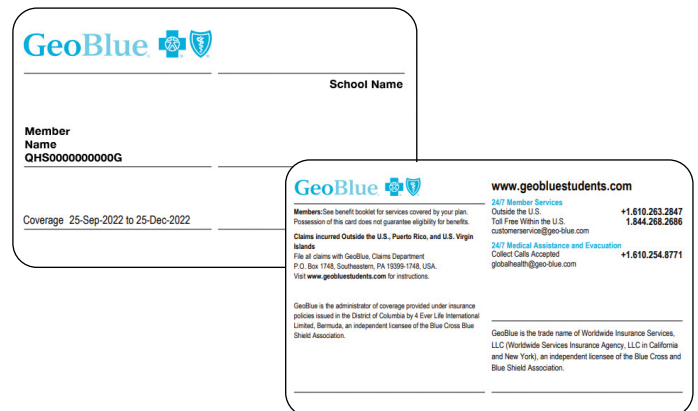 GeoBlue
School Name
Member
Name
QHS0000000000G
Coverage 25-Sep-2022 to 25-Dec-2022
GeoBlue
Members:See benefit booklet for services covered by your plan.
Possession of this card does not guarantee eligibility for benefits.
Claims incurred Outside the U.S., Puerto Rico, and U.S. Virgin
Islands
File all claims with GeoBlue, Claims Department
P.O. Box 1748, Southeastern, PA 19399-1748, USA.
Visit www.geobluestudents.com for instructions.
GeoBlue is the administrator of coverage provided under insurance
policies issued in the District of Columbia by 4 Ever Life International
Limited, Bermuda, an independent licensee of the Blue Cross Blue
Shield Association.
www.geobluestudents.com
24/7 Member Services
Outside the U.S. +1.610.263.2847
Toll Free Within the U.S. 1.844.268.2686
customerservice@geo-blue.com
24/7 Medical Assistance and Evacuation
Collect Calls Accepted +1.610.254.8771
globalhealth@geo-blue.com
GeoBlue is the trade name of Worldwide Insurance Services,
LLC (Worldwide Services Insurance Agency, LLC in California
and New York), an independent licensee of the Blue Cross and
Blue Shield Association.